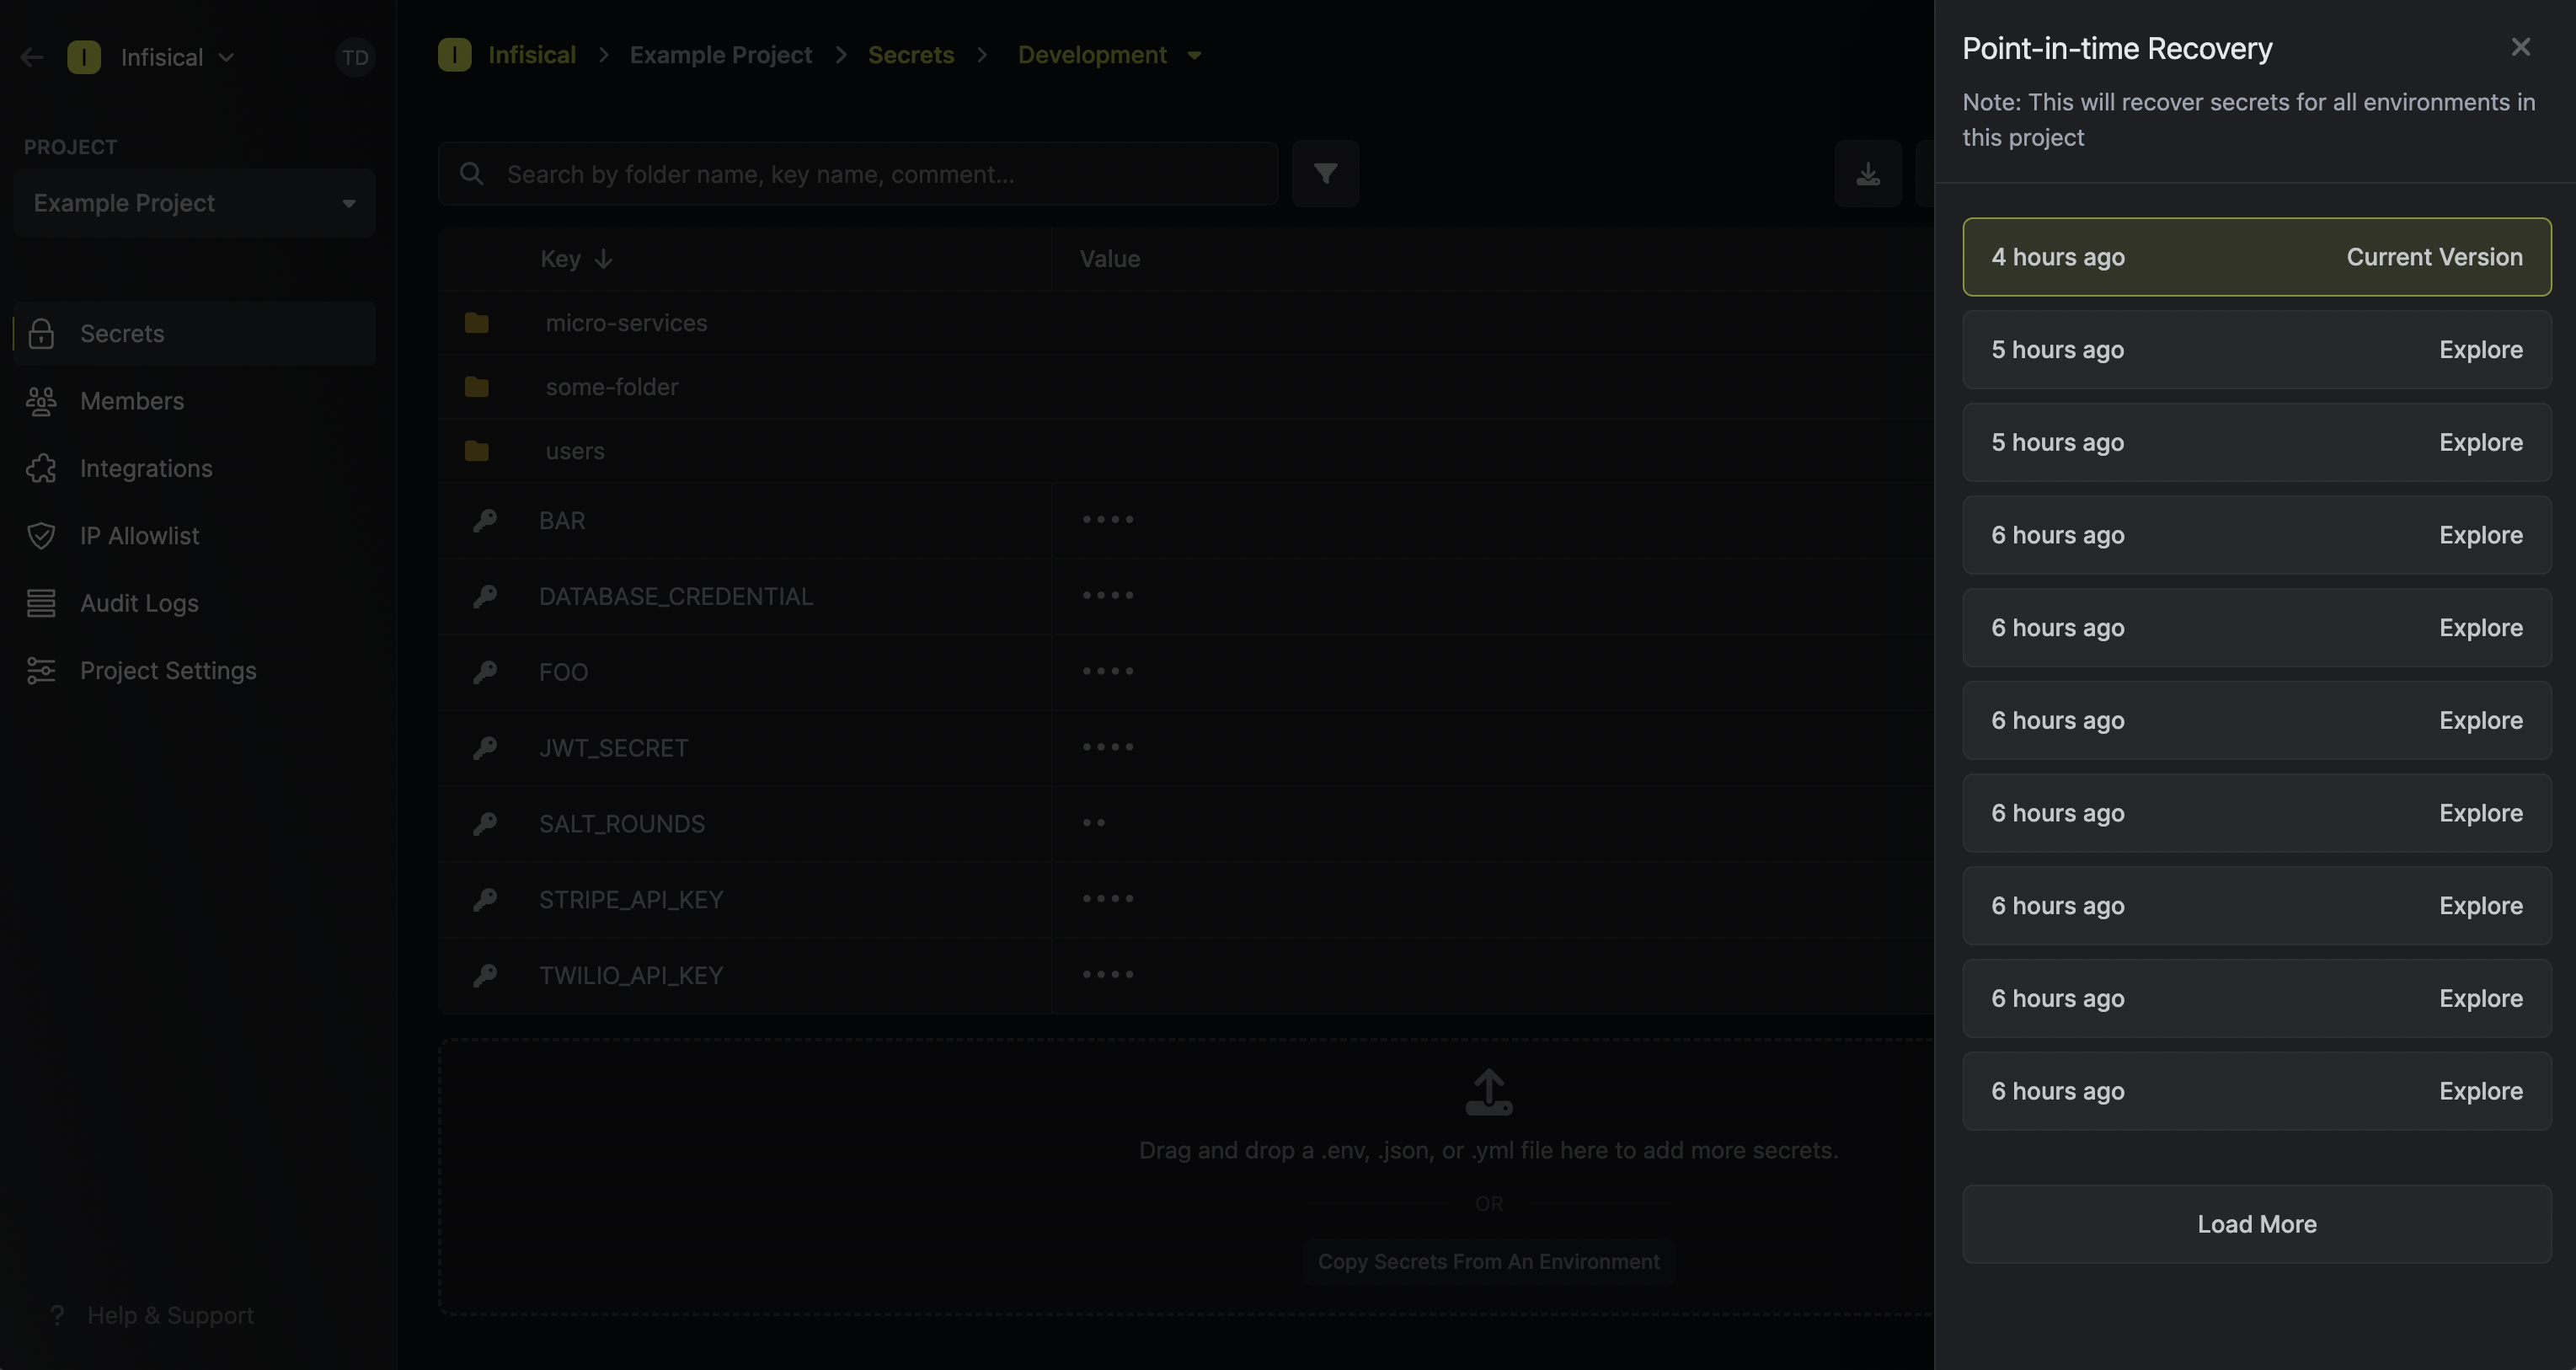 I Infisical TD
PROJECT
Example Project
Secrets
Members
Integrations
IP Allowlist
Audit Logs
Project Settings
? Help & Support
I Infisical > Example Project > Secrets > Development
Search by folder name, key name, comment...
Key Value
micro-services
some-folder
users
BAR ••••
DATABASE_CREDENTIAL ••••
FOO ••••
JWT_SECRET ••••
SALT_ROUNDS ••
STRIPE_API_KEY ••••
TWILIO_API_KEY ••••
Drag and drop a .env, .json, or .yml file here to add more secrets.
OR
Copy Secrets From An Environment
Point-in-time Recovery
Note: This will recover secrets for all environments in
this project
4 hours ago Current Version
5 hours ago Explore
5 hours ago Explore
6 hours ago Explore
6 hours ago Explore
6 hours ago Explore
6 hours ago Explore
6 hours ago Explore
6 hours ago Explore
6 hours ago Explore
Load More